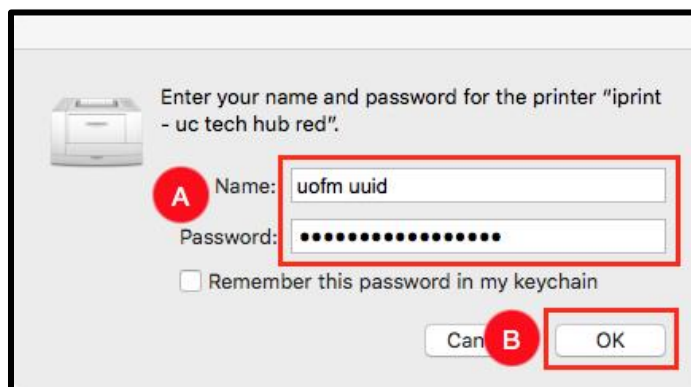 Enter your name and password for the printer “iprint
- uc tech hub red”.
A
Name: uofm uuid
Password: •••••••••••••••••
Remember this password in my keychain
B
OK